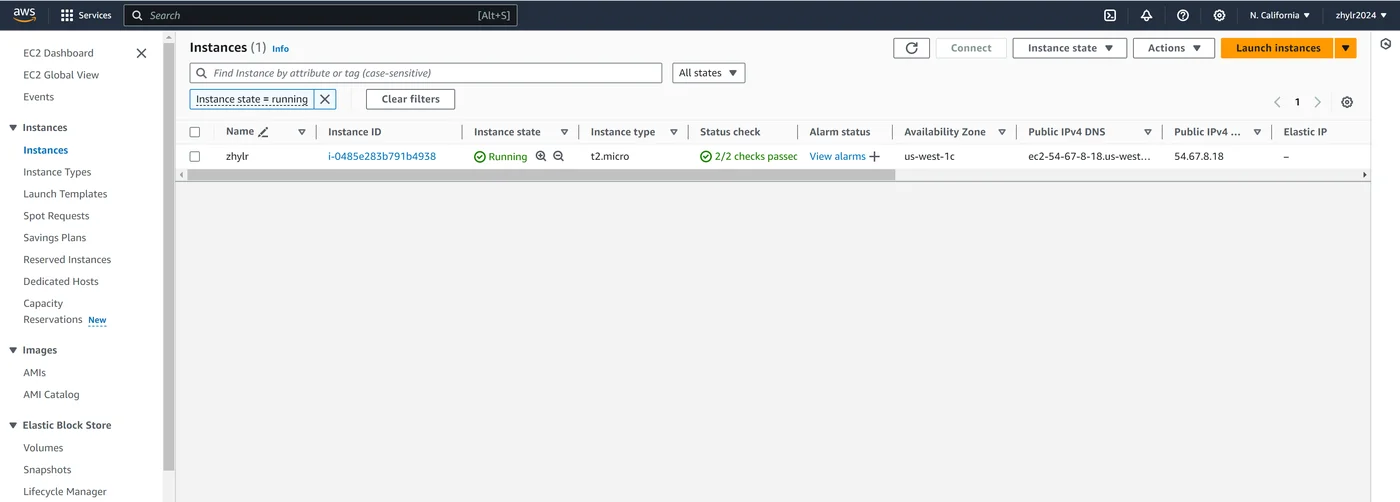 aws Services Search [Alt+S] N. California zhylr2024
EC2 Dashboard
EC2 Global View
Events
Instances
Instances
Instance Types
Launch Templates
Spot Requests
Savings Plans
Reserved Instances
Dedicated Hosts
Capacity
Reservations New
Images
AMIs
AMI Catalog
Elastic Block Store
Volumes
Snapshots
Lifecycle Manager
Instances (1) Info Connect Instance state Actions Launch instances
Find Instance by attribute or tag (case-sensitive) All states
Instance state = running Clear filters 1
Name Instance ID Instance state Instance type Status check Alarm status Availability Zone Public IPv4 DNS Public IPv4 ... Elastic IP
zhylr i-0485e283b791b4938 Running t2.micro 2/2 checks passec View alarms us-west-1c ec2-54-67-8-18.us-west... 54.67.8.18 –